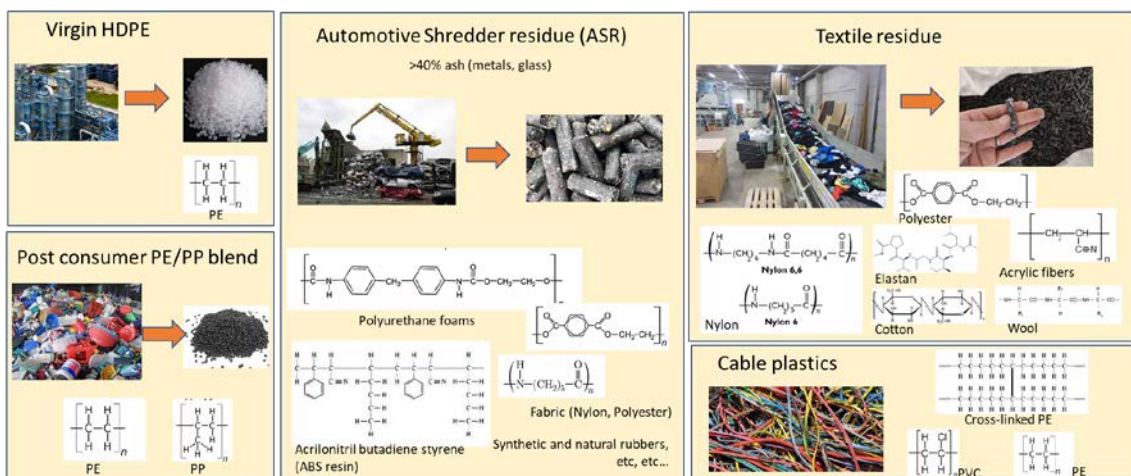 Virgin HDPE
PE
Post consumer PE/PP blend
PE
PP
Automotive Shredder residue (ASR)
>40% ash (metals, glass)
Polyurethane foams
Fabric (Nylon, Polyester)
Acrilonitril butadiene styrene
(ABS resin)
Synthetic and natural rubbers,
etc, etc...
Textile residue
Polyester
Nylon 6,6
Elastan
Acrylic fibers
Nylon
Nylon 6
Cotton
Wool
Cable plastics
Cross-linked PE
PVC
PE